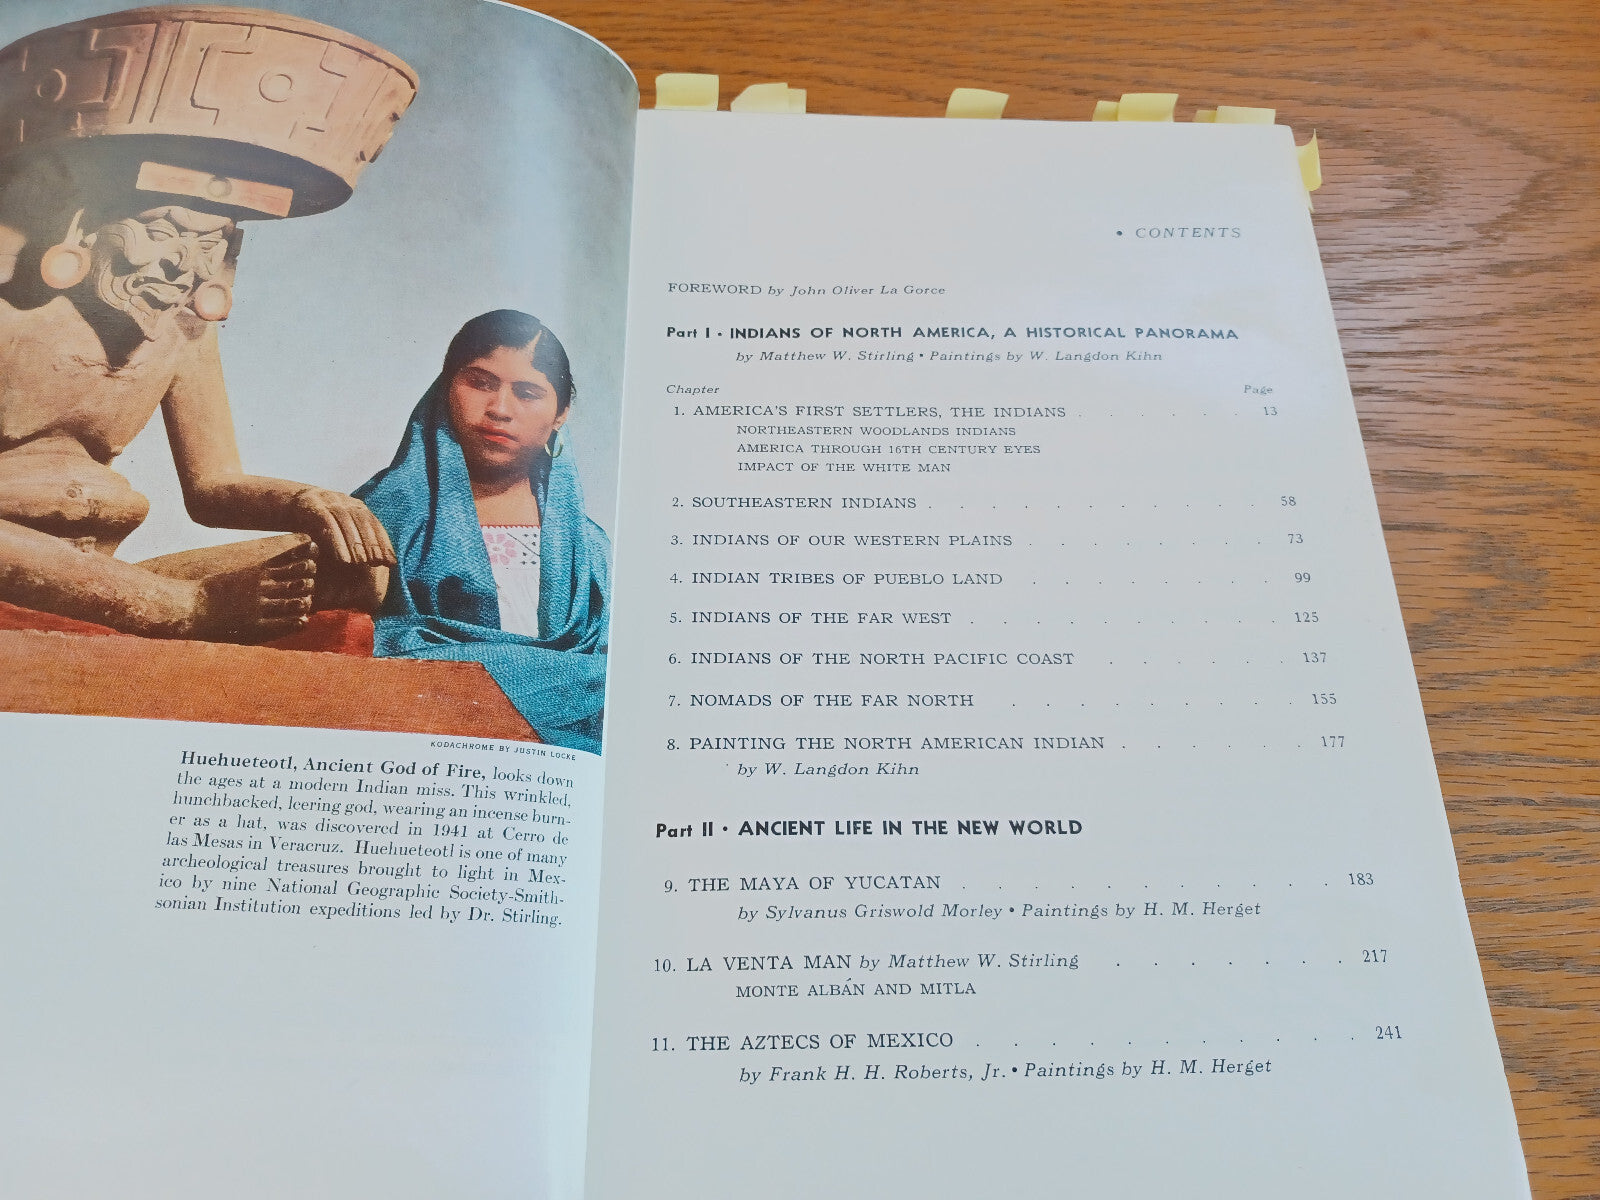 KODACHROME BY JUSTIN LOCKE
Huehueteotl, Ancient God of Fire, looks down
the ages at a modern Indian miss. This wrinkled,
hunchbacked, leering god, wearing an incense burn-
er as a hat, was discovered in 1941 at Cerro de
las Mesas in Veracruz. Huehueteotl is one of many
archeological treasures brought to light in Mex-
ico by nine National Geographic Society-Smith-
sonian Institution expeditions led by Dr. Stirling.
• CONTENTS
FOREWORD by John Oliver La Gorce
Part I • INDIANS OF NORTH AMERICA, A HISTORICAL PANORAMA
by Matthew W. Stirling • Paintings by W. Langdon Kihn
Chapter Page
1. AMERICA'S FIRST SETTLERS, THE INDIANS . . . . . . 13
NORTHEASTERN WOODLANDS INDIANS
AMERICA THROUGH 16TH CENTURY EYES
IMPACT OF THE WHITE MAN
2. SOUTHEASTERN INDIANS . . . . . . . . . . . 58
3. INDIANS OF OUR WESTERN PLAINS . . . . . . . . 73
4. INDIAN TRIBES OF PUEBLO LAND . . . . . . . . 99
5. INDIANS OF THE FAR WEST . . . . . . . . . . 125
6. INDIANS OF THE NORTH PACIFIC COAST . . . . . . 137
7. NOMADS OF THE FAR NORTH . . . . . . . . 155
8. PAINTING THE NORTH AMERICAN INDIAN . . . . . . 177
by W. Langdon Kihn
Part II • ANCIENT LIFE IN THE NEW WORLD
9. THE MAYA OF YUCATAN . . . . . . . . . . 183
by Sylvanus Griswold Morley • Paintings by H. M. Herget
10. LA VENTA MAN by Matthew W. Stirling . . . . . . . 217
MONTE ALBÁN AND MITLA
11. THE AZTECS OF MEXICO . . . . . . . . . . . 241
by Frank H. H. Roberts, Jr. • Paintings by H. M. Herget